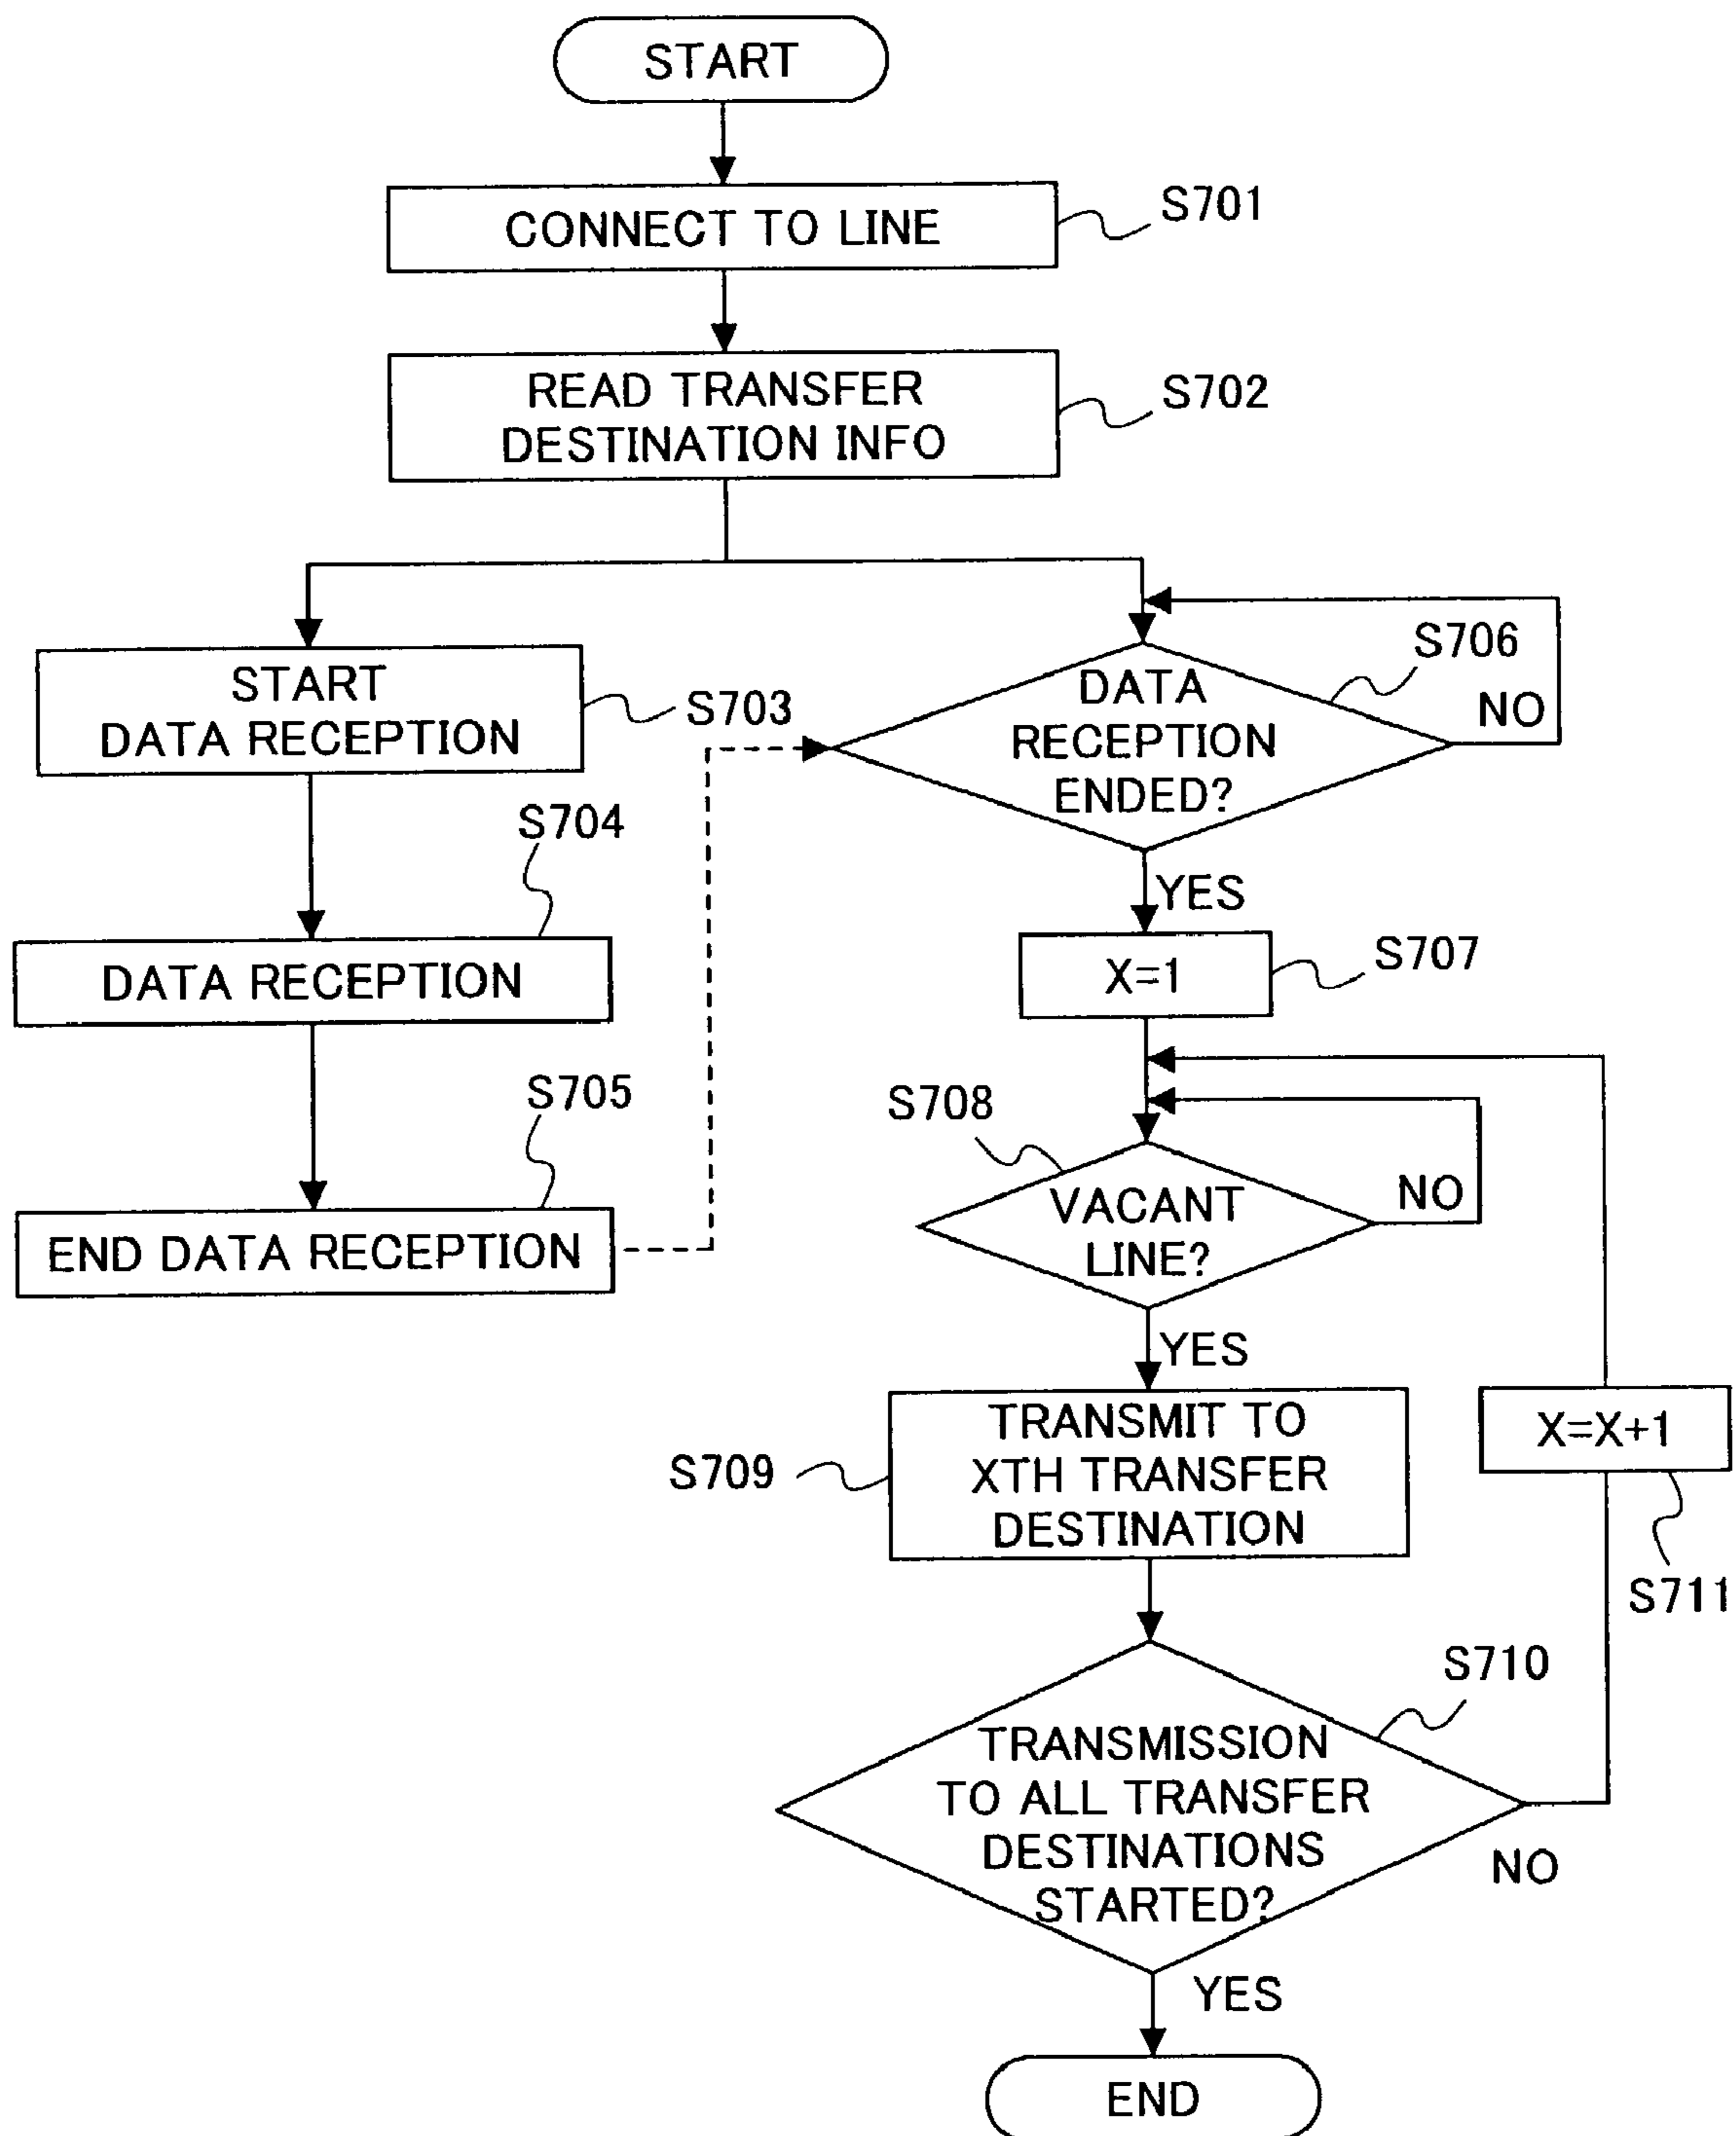 START
CONNECT TO LINE
S701
READ TRANSFER
DESTINATION INFO
S702
START
DATA RECEPTION
S703
S704
DATA RECEPTION
S705
END DATA RECEPTION
DATA
RECEPTION
ENDED?
S706
NO
YES
X=1
S707
S708
VACANT
LINE?
NO
YES
TRANSMIT TO
XTH TRANSFER
DESTINATION
S709
X=X+1
S711
S710
TRANSMISSION
TO ALL TRANSFER
DESTINATIONS
STARTED?
NO
YES
END